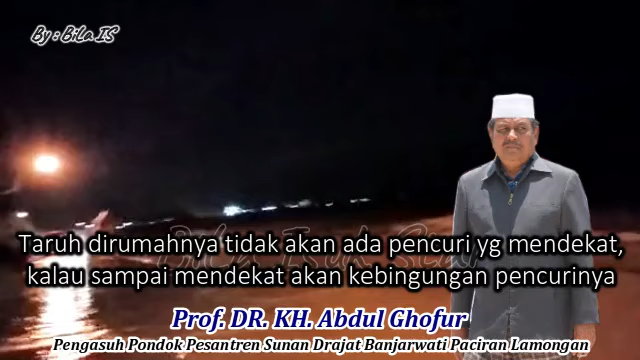 By : BiLa IS
Taruh dirumahnya tidak akan ada pencuri yg mendekat,
kalau sampai mendekat akan kebingungan pencurinya
Prof. DR. KH. Abdul Ghofur
Pengasuh Pondok Pesantren Sunan Drajat Banjarwati Paciran Lamongan